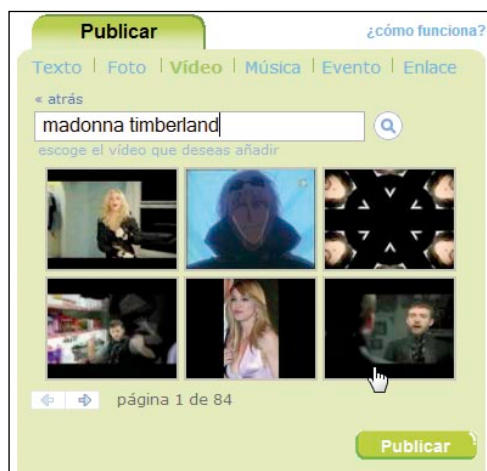 Publicar
¿cómo funciona?
Texto | Foto | Vídeo | Música | Evento | Enlace
« atrás
madonna timberland
escoge el vídeo que deseas añadir
página 1 de 84
Publicar